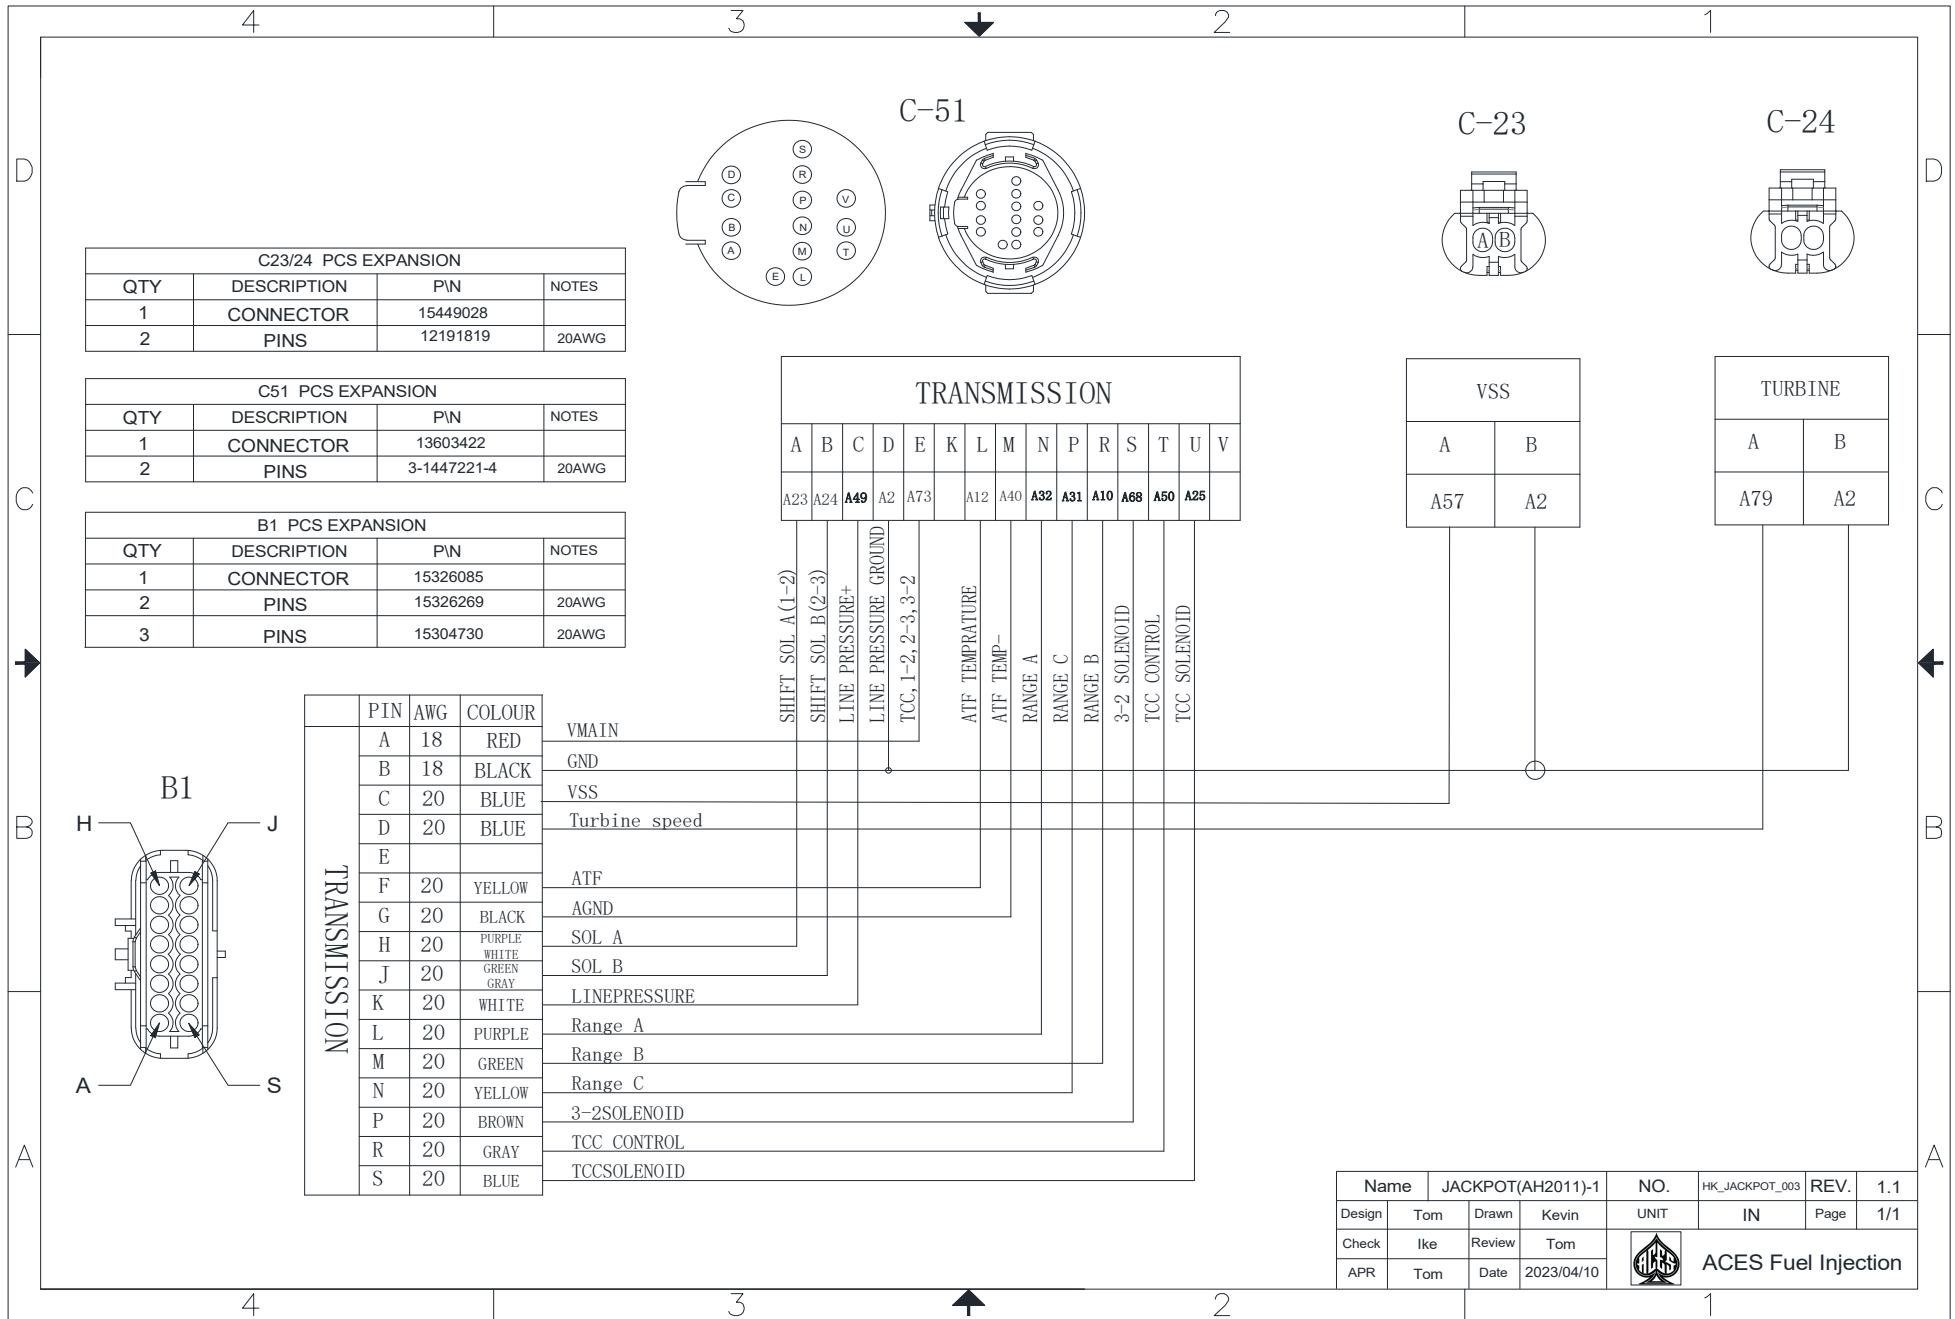 4 3 2 1
D D
C C
B B
A A
C-51
C-23
C-24
S
D R
C P V
B N U
A M T
E L
A B
C23/24 PCS EXPANSION
QTY DESCRIPTION P\N NOTES
1 CONNECTOR 15449028
2 PINS 12191819 20AWG
C51 PCS EXPANSION
QTY DESCRIPTION P\N NOTES
1 CONNECTOR 13603422
2 PINS 3-1447221-4 20AWG
B1 PCS EXPANSION
QTY DESCRIPTION P\N NOTES
1 CONNECTOR 15326085
2 PINS 15326269 20AWG
3 PINS 15304730 20AWG
TRANSMISSION
A B C D E K L M N P R S T U V
A23 A24 A49 A2 A73 A12 A40 A32 A31 A10 A68 A50 A25
SHIFT SOL A(1-2)
SHIFT SOL B(2-3)
LINE PRESSURE+
LINE PRESSURE GROUND
TCC,1-2,2-3,3-2
ATF TEMPRATURE
ATF TEMP-
RANGE A
RANGE C
RANGE B
3-2 SOLENOID
TCC CONTROL
TCC SOLENOID
VSS
A B
A57 A2
TURBINE
A B
A79 A2
B1
H J
A S
TRANSMISSION
PIN AWG COLOUR
A 18 RED VMAIN
B 18 BLACK GND
C 20 BLUE VSS
D 20 BLUE Turbine speed
E
F 20 YELLOW ATF
G 20 BLACK AGND
H 20 PURPLE WHITE SOL A
J 20 GREEN GRAY SOL B
K 20 WHITE LINEPRESSURE
L 20 PURPLE Range A
M 20 GREEN Range B
N 20 YELLOW Range C
P 20 BROWN 3-2SOLENOID
R 20 GRAY TCC CONTROL
S 20 BLUE TCCSOLENOID
Name JACKPOT(AH2011)-1 NO. HK_JACKPOT_003 REV. 1.1
Design Tom Drawn Kevin UNIT IN Page 1/1
Check Ike Review Tom
APR Tom Date 2023/04/10
ACES
ACES Fuel Injection
4 3 2 1